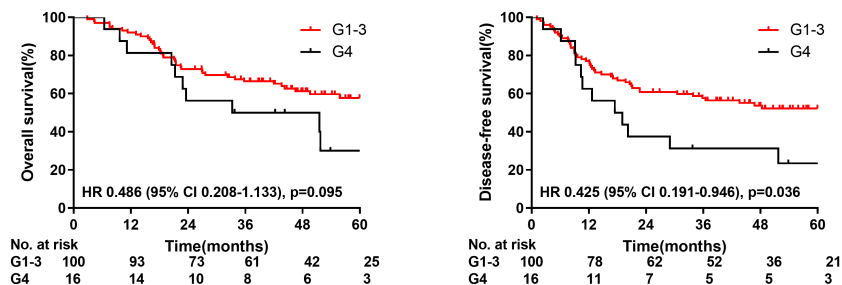 100
80
60
40
20
0
Overall survival(%)
G1-3
G4
HR 0.486 (95% CI 0.208-1.133), p=0.095
0 12 24 36 48 60
Time(months)
No. at risk
G1-3 100 93 73 61 42 25
G4 16 14 10 8 6 3
100
80
60
40
20
0
Disease-free survival(%)
G1-3
G4
HR 0.425 (95% CI 0.191-0.946), p=0.036
0 12 24 36 48 60
Time(months)
No. at risk
G1-3 100 78 62 52 36 21
G4 16 11 7 5 5 3